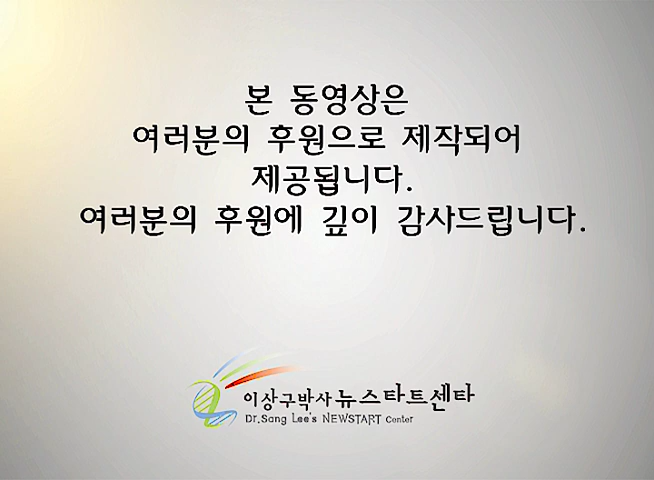 본 동영상은
여러분의 후원으로 제작되어
제공됩니다.
여러분의 후원에 깊이 감사드립니다.
이상구박사 뉴스타트센타
Dr.Sang Lee's NEWSTART Center